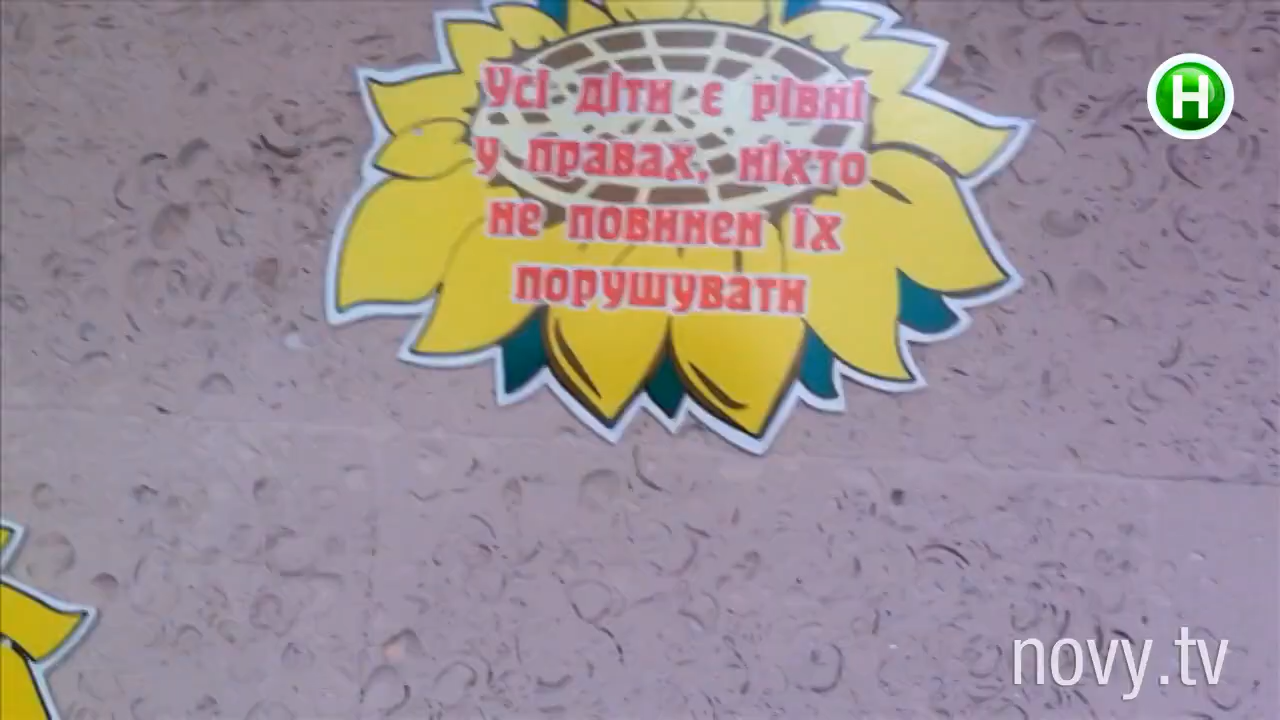 Усі діти є рівні
у правах, ніхто
не повинен їх
порушувати
H
novy.tv